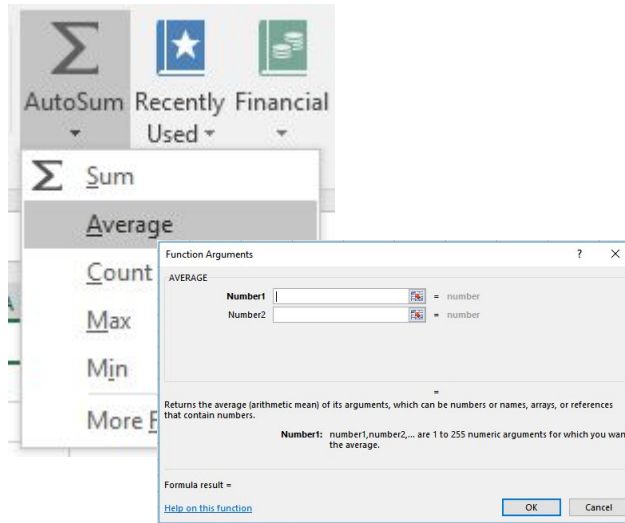 AutoSum Recently Financial
Used
Sum
Average
Count
Max
Min
More F
Function Arguments ? X
AVERAGE
Number1 = number
Number2 = number
=
Returns the average (arithmetic mean) of its arguments, which can be numbers or names, arrays, or references
that contain numbers.
Number1: number1,number2,... are 1 to 255 numeric arguments for which you wan
the average.
Formula result =
Help on this function OK Cancel